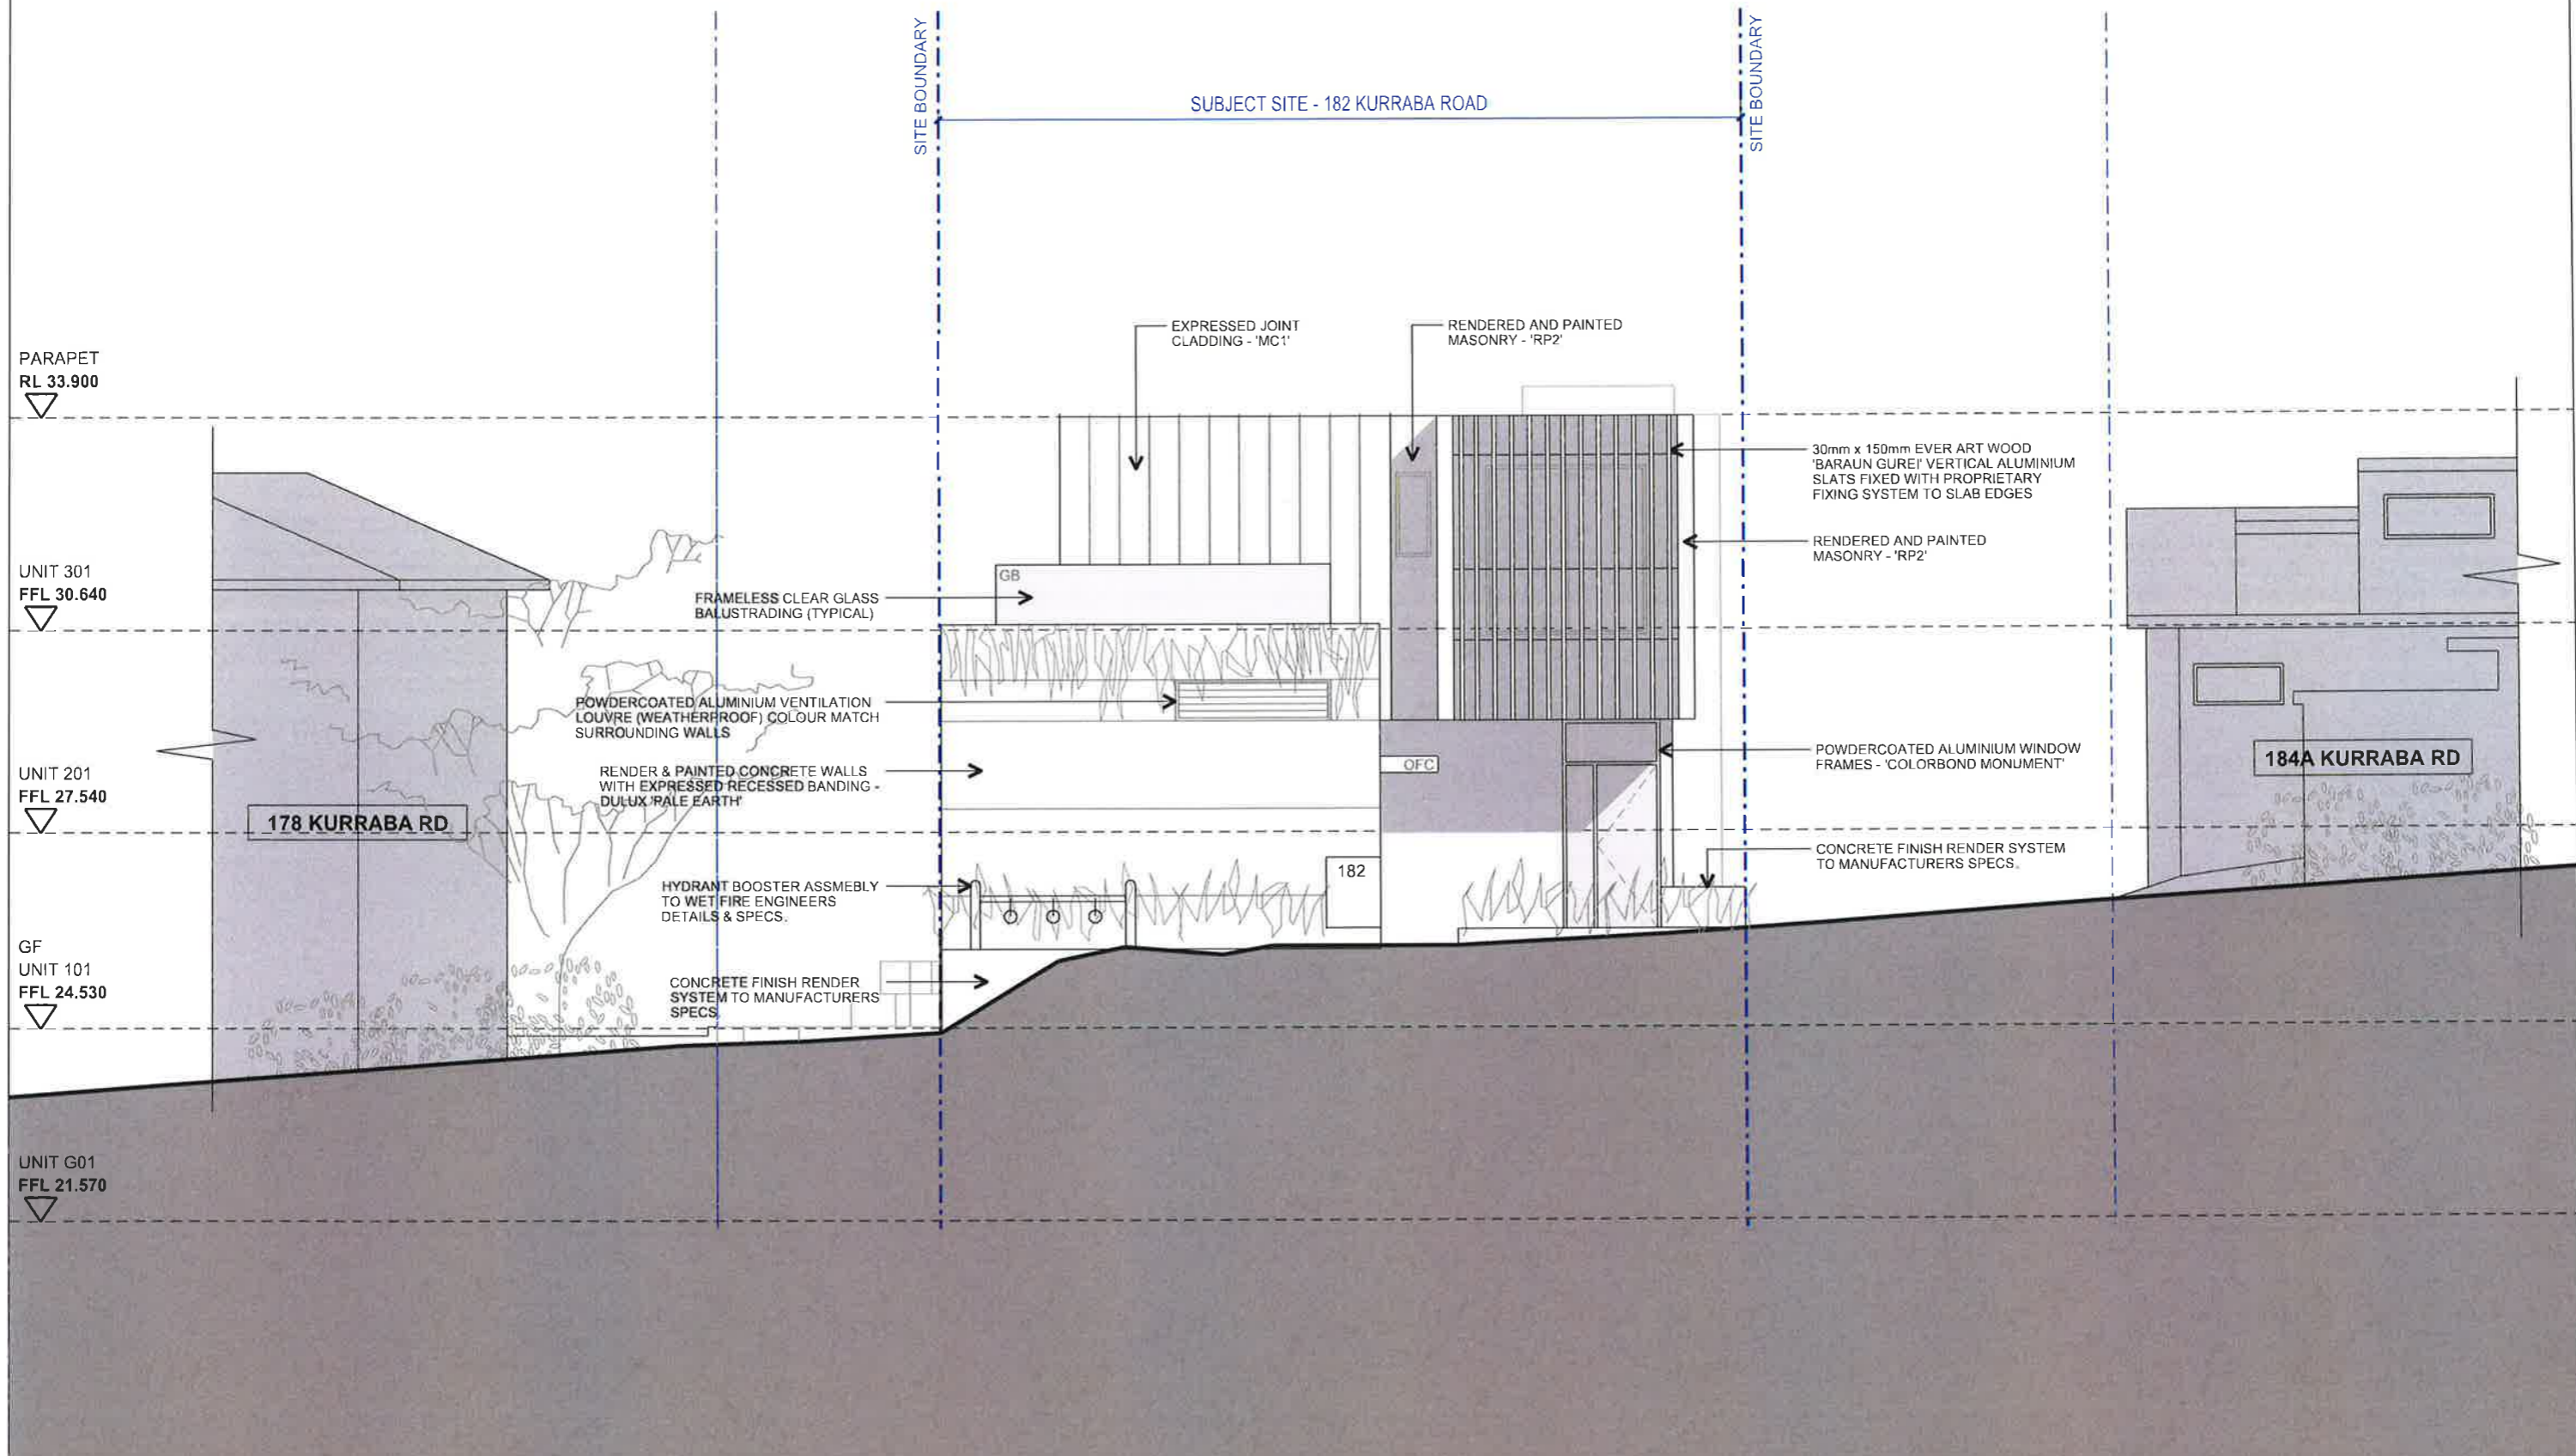 SITE BOUNDARY
SUBJECT SITE - 182 KURRABA ROAD
SITE BOUNDARY
EXPRESSED JOINT
CLADDING - 'MC1'
RENDERED AND PAINTED
MASONRY - 'RP2'
PARAPET
RL 33.900
30mm x 150mm EVER ART WOOD
'BARAUN GUREI' VERTICAL ALUMINIUM
SLATS FIXED WITH PROPRIETARY
FIXING SYSTEM TO SLAB EDGES
RENDERED AND PAINTED
MASONRY - 'RP2'
UNIT 301
FFL 30.640
GB
FRAMELESS CLEAR GLASS
BALUSTRADING (TYPICAL)
POWDERCOATED ALUMINIUM VENTILATION
LOUVRE (WEATHERPROOF) COLOUR MATCH
SURROUNDING WALLS
UNIT 201
FFL 27.540
RENDER & PAINTED CONCRETE WALLS
WITH EXPRESSED RECESSED BANDING -
DULUX 'PALE EARTH'
OFC
POWDERCOATED ALUMINIUM WINDOW
FRAMES - 'COLORBOND MONUMENT'
184A KURRABA RD
178 KURRABA RD
CONCRETE FINISH RENDER SYSTEM
TO MANUFACTURERS SPECS.
182
HYDRANT BOOSTER ASSMEBLY
TO WET FIRE ENGINEERS
DETAILS & SPECS.
GF
UNIT 101
FFL 24.530
CONCRETE FINISH RENDER
SYSTEM TO MANUFACTURERS
SPECS.
UNIT G01
FFL 21.570